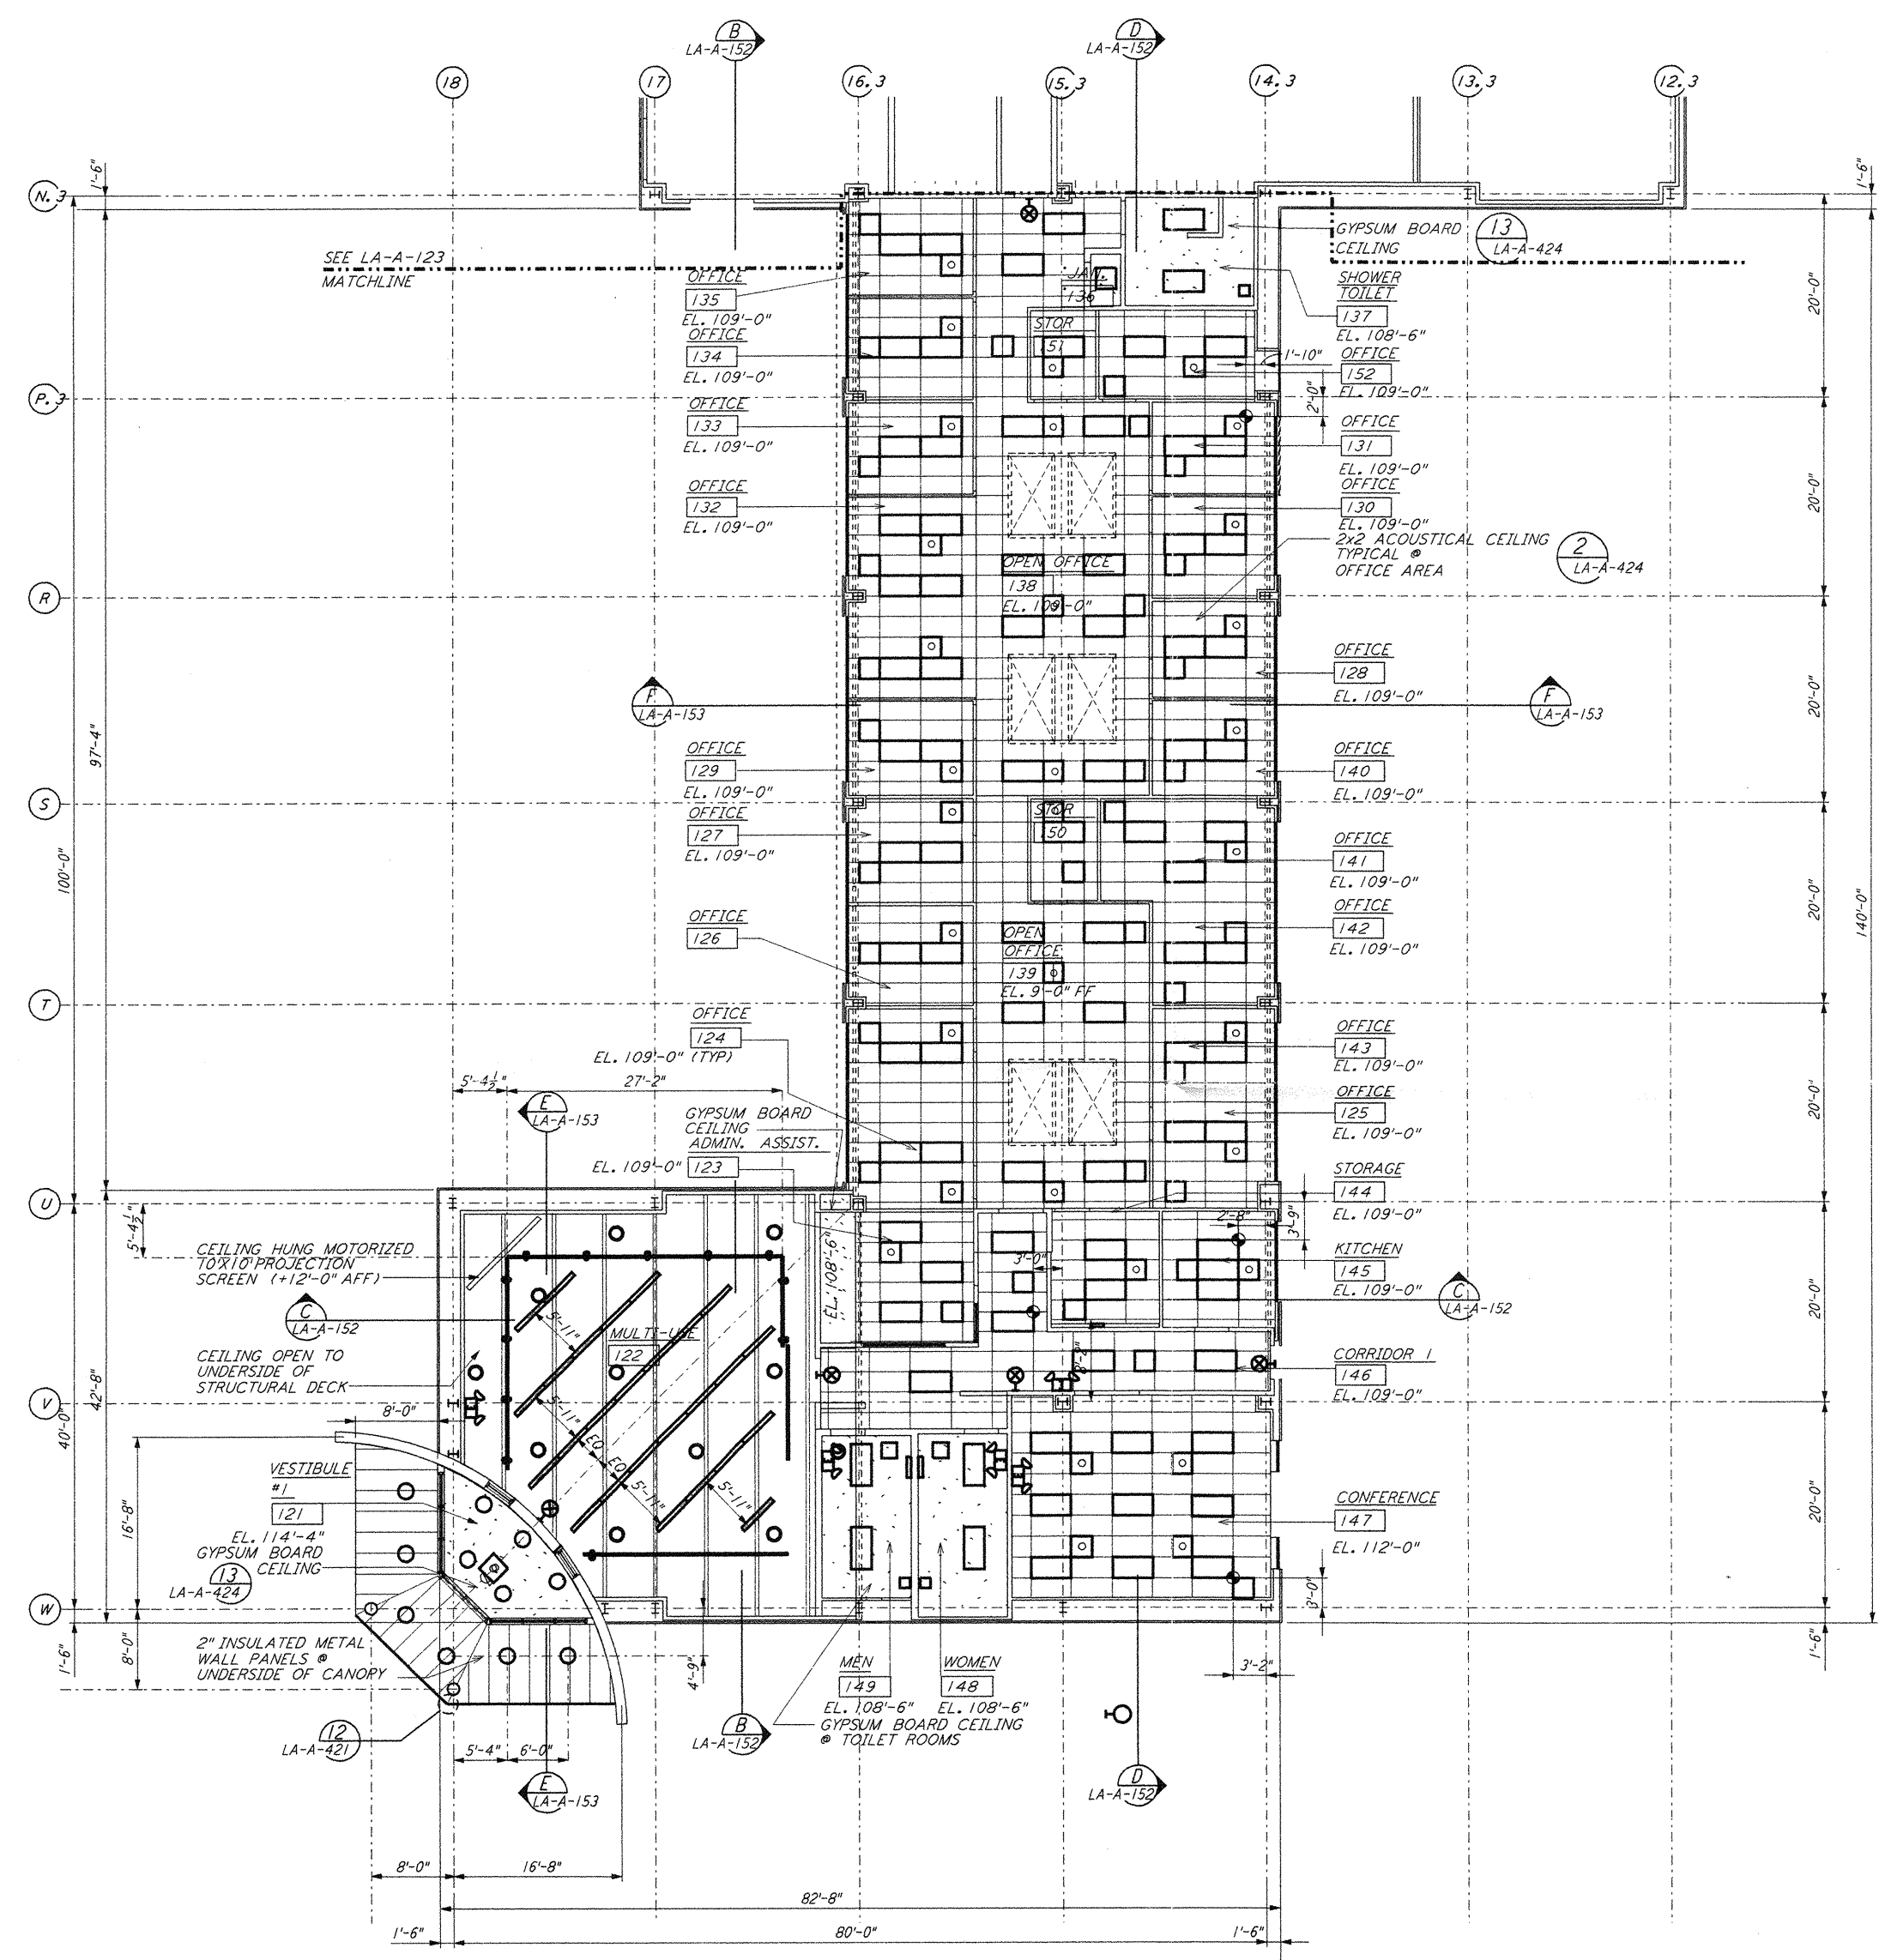 B
LA-A-152
D
LA-A-152
18
17
16.3
15.3
14.3
13.3
12.3
N.3
P.3
R
S
T
U
V
W
1'-6"
97'-4"
100'-0"
5'-4½"
42'-8"
40'-0"
1'-6"
16'-8"
8'-0"
8'-0"
1'-6"
20'-0"
20'-0"
20'-0"
20'-0"
20'-0"
20'-0"
20'-0"
140'-0"
1'-6"
SEE LA-A-123
MATCHLINE
OFFICE
135
EL. 109'-0"
OFFICE
134
EL. 109'-0"
OFFICE
133
EL. 109'-0"
OFFICE
132
EL. 109'-0"
F
LA-A-153
OFFICE
129
EL. 109'-0"
OFFICE
127
EL. 109'-0"
OFFICE
126
OFFICE
124
EL. 109'-0" (TYP)
5'-4½"
27'-2"
E
LA-A-153
GYPSUM BOARD
CEILING
ADMIN. ASSIST.
EL. 109'-0" 123
JAN.
136
STOR
151
OPEN OFFICE
138
EL. 109'-0"
STOR
150
OPEN
OFFICE
139
EL. 9'-0" FF
GYPSUM BOARD
CEILING
13
LA-A-424
SHOWER
TOILET
137
EL. 108'-6"
1'-10"
OFFICE
152
EL. 109'-0"
2'-0"
OFFICE
131
EL. 109'-0"
OFFICE
130
EL. 109'-0"
2x2 ACOUSTICAL CEILING
TYPICAL @
OFFICE AREA
2
LA-A-424
OFFICE
128
EL. 109'-0"
F
LA-A-153
OFFICE
140
EL. 109'-0"
OFFICE
141
EL. 109'-0"
OFFICE
142
EL. 109'-0"
OFFICE
143
EL. 109'-0"
OFFICE
125
EL. 109'-0"
STORAGE
144
EL. 109'-0"
2'-8"
3'-9"
KITCHEN
145
EL. 109'-0"
C
LA-A-152
CORRIDOR 1
146
EL. 109'-0"
CONFERENCE
147
EL. 112'-0"
3'-0"
3'-2"
CEILING HUNG MOTORIZED
10'X10' PROJECTION
SCREEN (+12'-0" AFF)
C
LA-A-152
CEILING OPEN TO
UNDERSIDE OF
STRUCTURAL DECK
MULTI-USE
122
5'-11"
5'-11"
EQ
EQ
5'-11"
5'-11"
EL. 108'-6"
3'-0"
8'-2"
VESTIBULE
#1
121
EL. 114'-4"
GYPSUM BOARD
CEILING
13
LA-A-424
2" INSULATED METAL
WALL PANELS @
UNDERSIDE OF CANOPY
12
LA-A-421
4'-9"
5'-4"
6'-0"
E
LA-A-153
B
LA-A-152
MEN
149
EL. 108'-6"
WOMEN
148
EL. 108'-6"
GYPSUM BOARD CEILING
@ TOILET ROOMS
D
LA-A-152
8'-0"
16'-8"
82'-8"
1'-6"
80'-0"
1'-6"